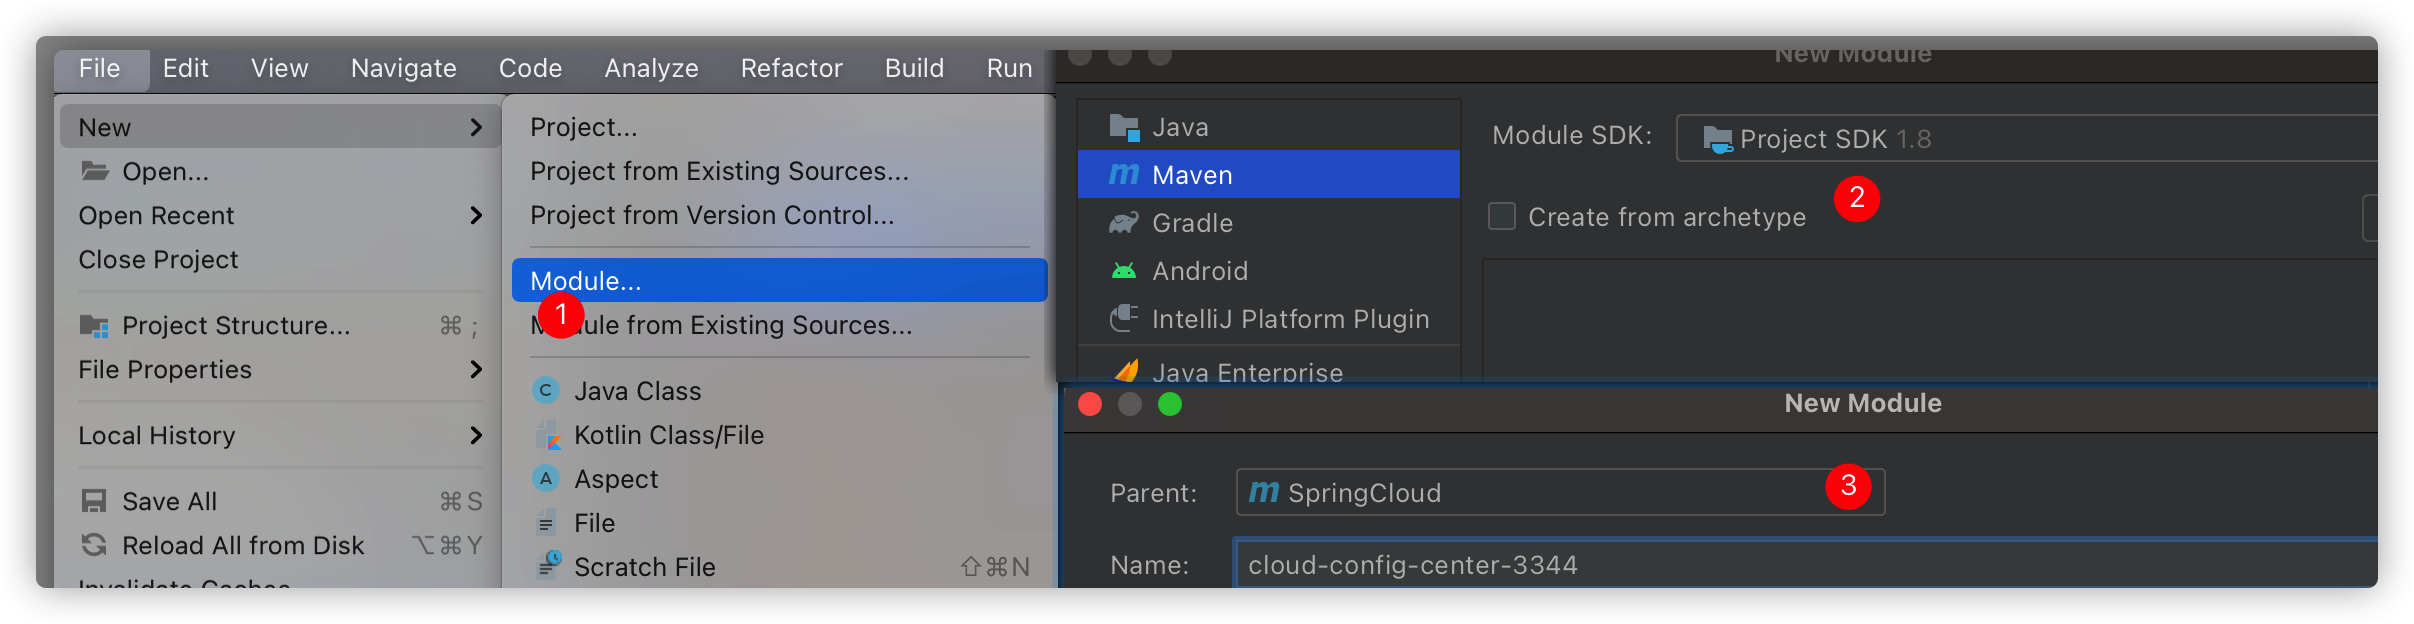 File Edit View Navigate Code Analyze Refactor Build Run
New
Open...
Open Recent
Close Project
Project Structure... ⌘ ;
File Properties
Local History
Save All ⌘S
Reload All from Disk ⌥⌘Y
Invalidate Caches
Project...
Project from Existing Sources...
Project from Version Control...
Module...
1
Module from Existing Sources...
Java Class
Kotlin Class/File
Aspect
File
Scratch File ⇧⌘N
New Module
Java
Maven
Gradle
Android
IntelliJ Platform Plugin
Java Enterprise
Module SDK: Project SDK 1.8
2
Create from archetype
New Module
Parent: SpringCloud
3
Name: cloud-config-center-3344